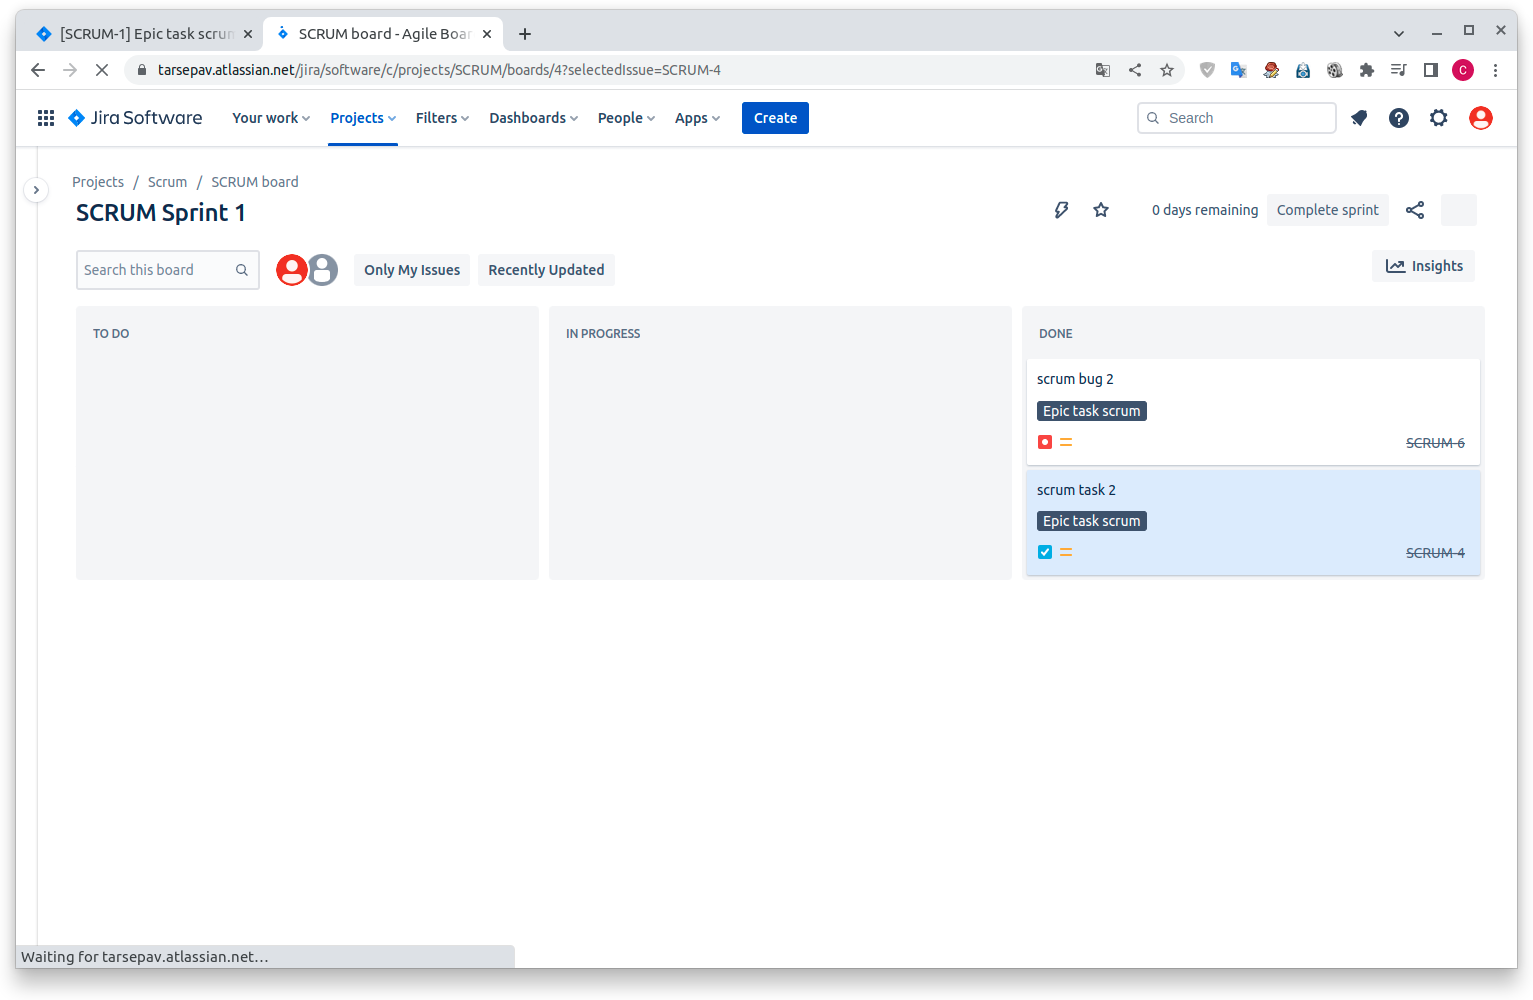 [SCRUM-1] Epic task scrum
SCRUM board - Agile Boar
tarsepav.atlassian.net/jira/software/c/projects/SCRUM/boards/4?selectedIssue=SCRUM-4
C
Jira Software
Your work
Projects
Filters
Dashboards
People
Apps
Create
Search
Projects / Scrum / SCRUM board
SCRUM Sprint 1
0 days remaining
Complete sprint
Search this board
Only My Issues
Recently Updated
Insights
TO DO
IN PROGRESS
DONE
scrum bug 2
Epic task scrum
SCRUM-6
scrum task 2
Epic task scrum
SCRUM-4
Waiting for tarsepav.atlassian.net...